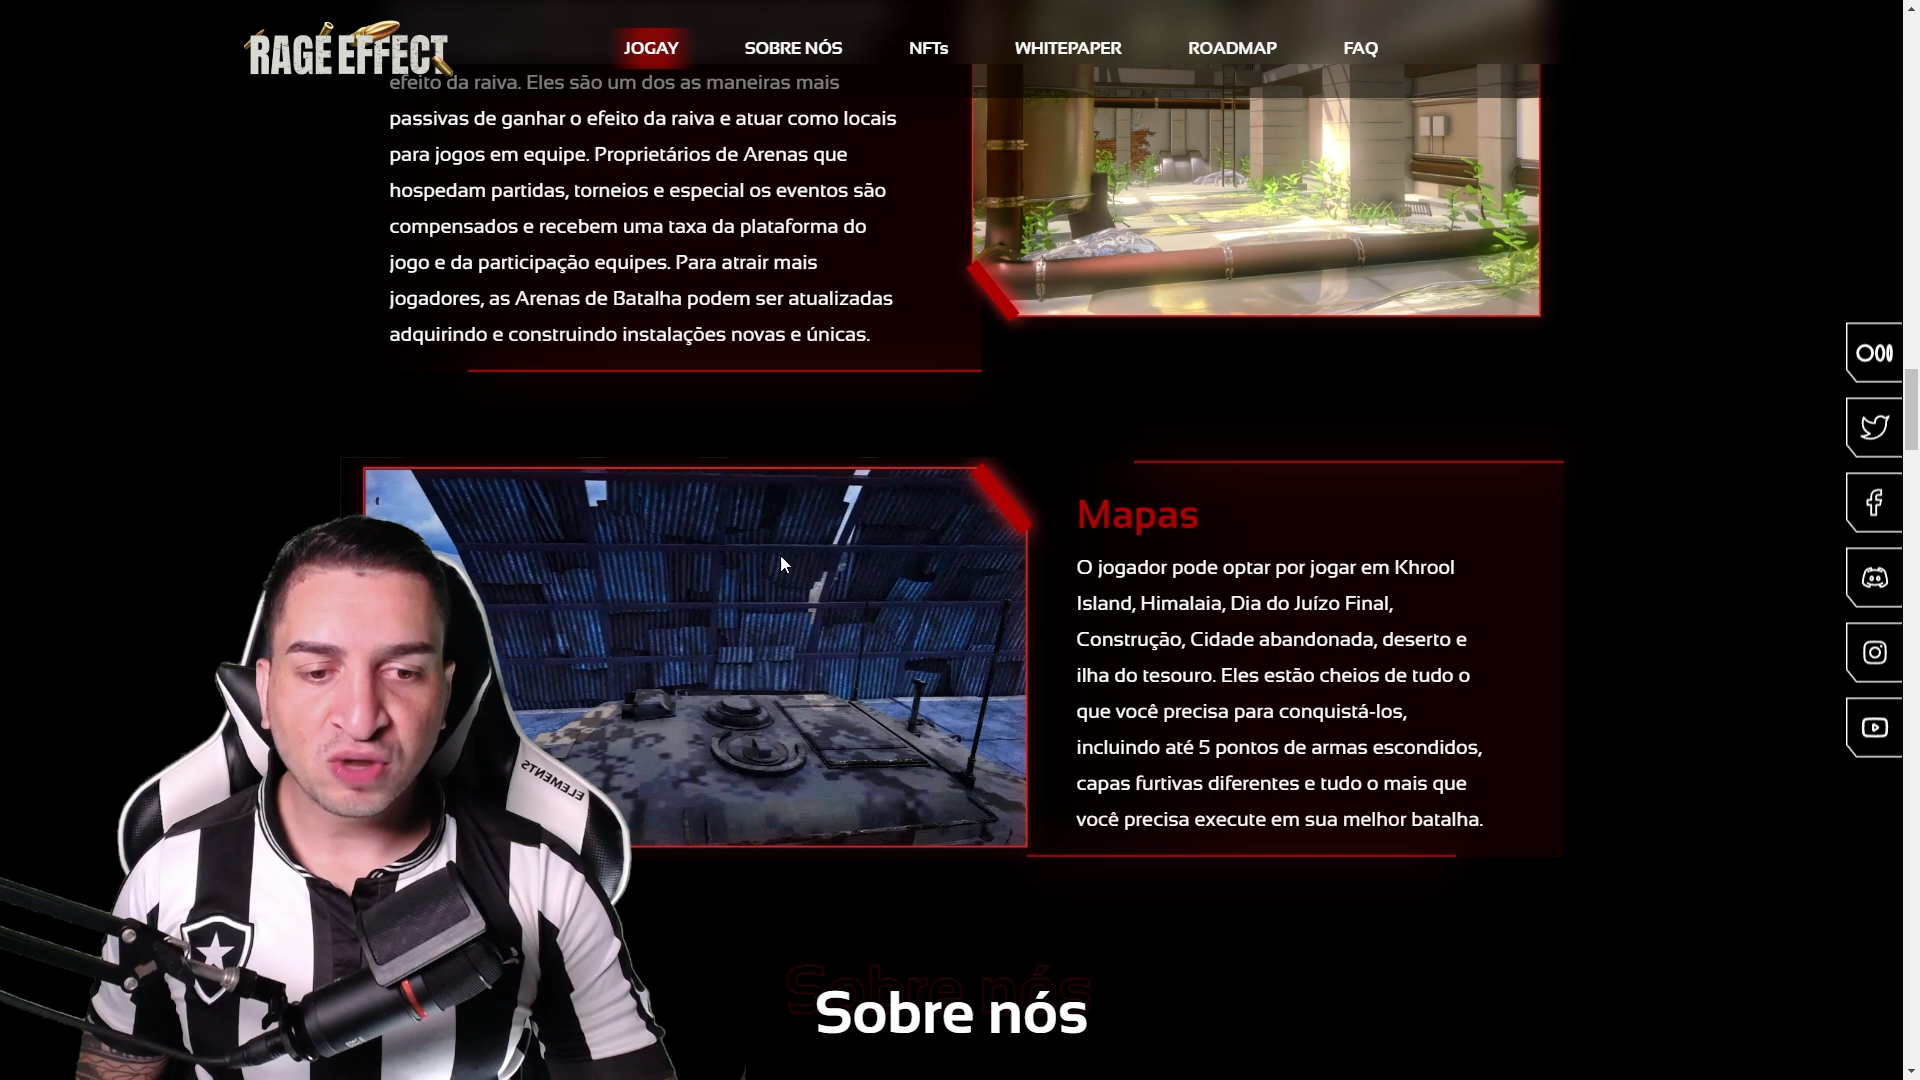 RAGE EFFECT
JOGAY
SOBRE NÓS
NFTs
WHITEPAPER
ROADMAP
FAQ
efeito da raiva. Eles são um dos as maneiras mais
passivas de ganhar o efeito da raiva e atuar como locais
para jogos em equipe. Proprietários de Arenas que
hospedam partidas, torneios e especial os eventos são
compensados e recebem uma taxa da plataforma do
jogo e da participação equipes. Para atrair mais
jogadores, as Arenas de Batalha podem ser atualizadas
adquirindo e construindo instalações novas e únicas.
Mapas
O jogador pode optar por jogar em Khrool
Island, Himalaia, Dia do Juízo Final,
Construção, Cidade abandonada, deserto e
ilha do tesouro. Eles estão cheios de tudo o
que você precisa para conquistá-los,
incluindo até 5 pontos de armas escondidos,
capas furtivas diferentes e tudo o mais que
você precisa execute em sua melhor batalha.
ELEMENTS
Sobre nós
Sobre nós